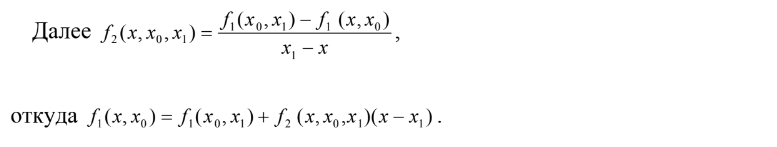 Далее f₂(x, x₀, x₁) = (f₁(x₀, x₁) − f₁ (x, x₀)) / (x₁ − x),
откуда f₁(x, x₀) = f₁(x₀, x₁) + f₂ (x, x₀, x₁)(x − x₁) .